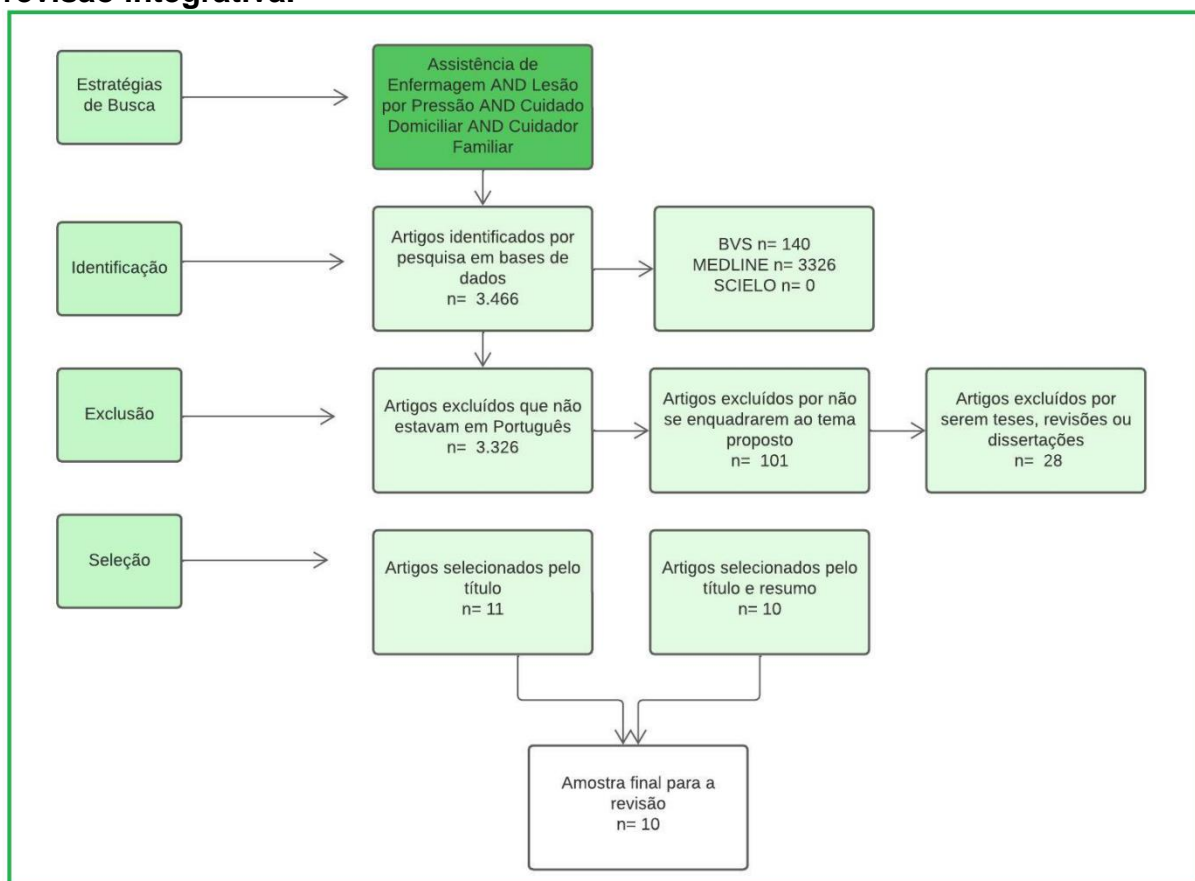 revisão integrativa.
Estratégias
de Busca
Assistência de
Enfermagem AND Lesão
por Pressão AND Cuidado
Domiciliar AND Cuidador
Familiar
Identificação
Artigos identificados por
pesquisa em bases de
dados
n= 3.466
BVS n= 140
MEDLINE n= 3326
SCIELO n= 0
Exclusão
Artigos excluídos que não
estavam em Português
n= 3.326
Artigos excluídos por não
se enquadrarem ao tema
proposto
n= 101
Artigos excluídos por
serem teses, revisões ou
dissertações
n= 28
Seleção
Artigos selecionados pelo
título
n= 11
Artigos selecionados pelo
título e resumo
n= 10
Amostra final para a
revisão
n= 10